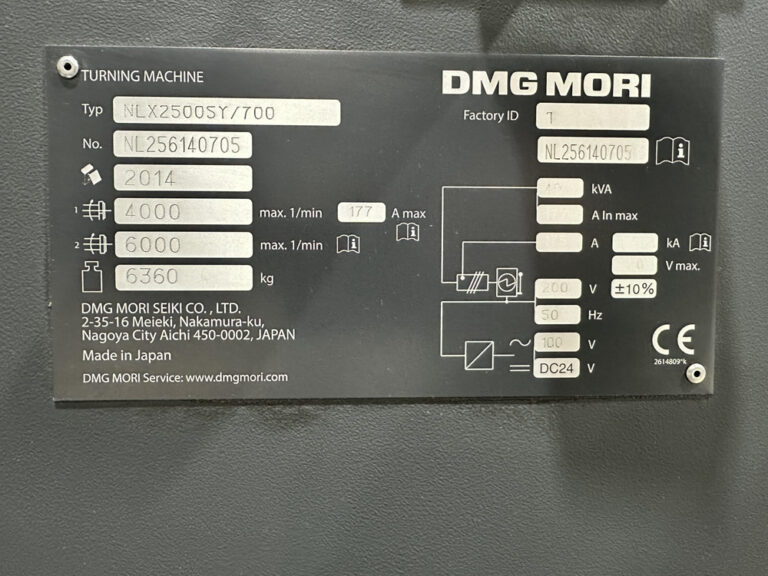 TURNING MACHINE
DMG MORI
Typ NLX2500SY/700
Factory ID 1
No. NL256140705
NL256140705
2014
kVA
1 4000 max. 1/min 177 A max
A In max
2 6000 max. 1/min
A kA
V max.
6360 kg
200 V ±10%
50 Hz
100 V
DC24 V
DMG MORI SEIKI CO., LTD.
2-35-16 Meieki, Nakamura-ku,
Nagoya City Aichi 450-0002, JAPAN
Made in Japan
DMG MORI Service: www.dmgmori.com
CE
2614809*k